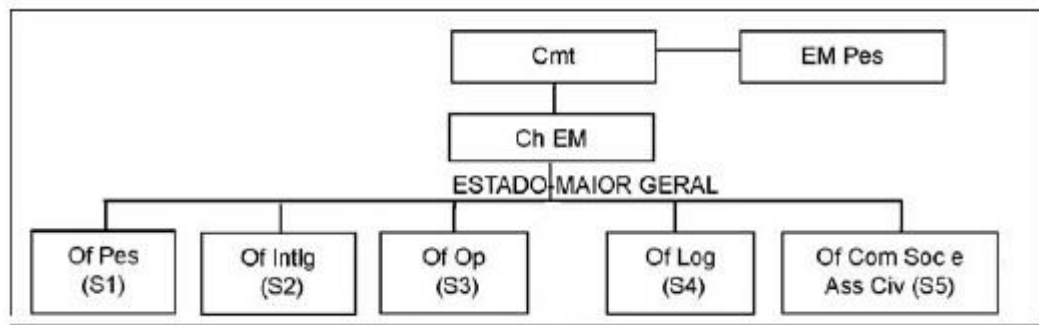 Cmt
EM Pes
Ch EM
ESTADO-MAIOR GERAL
Of Pes
(S1)
Of Intlg
(S2)
Of Op
(S3)
Of Log
(S4)
Of Com Soc e
Ass Civ (S5)